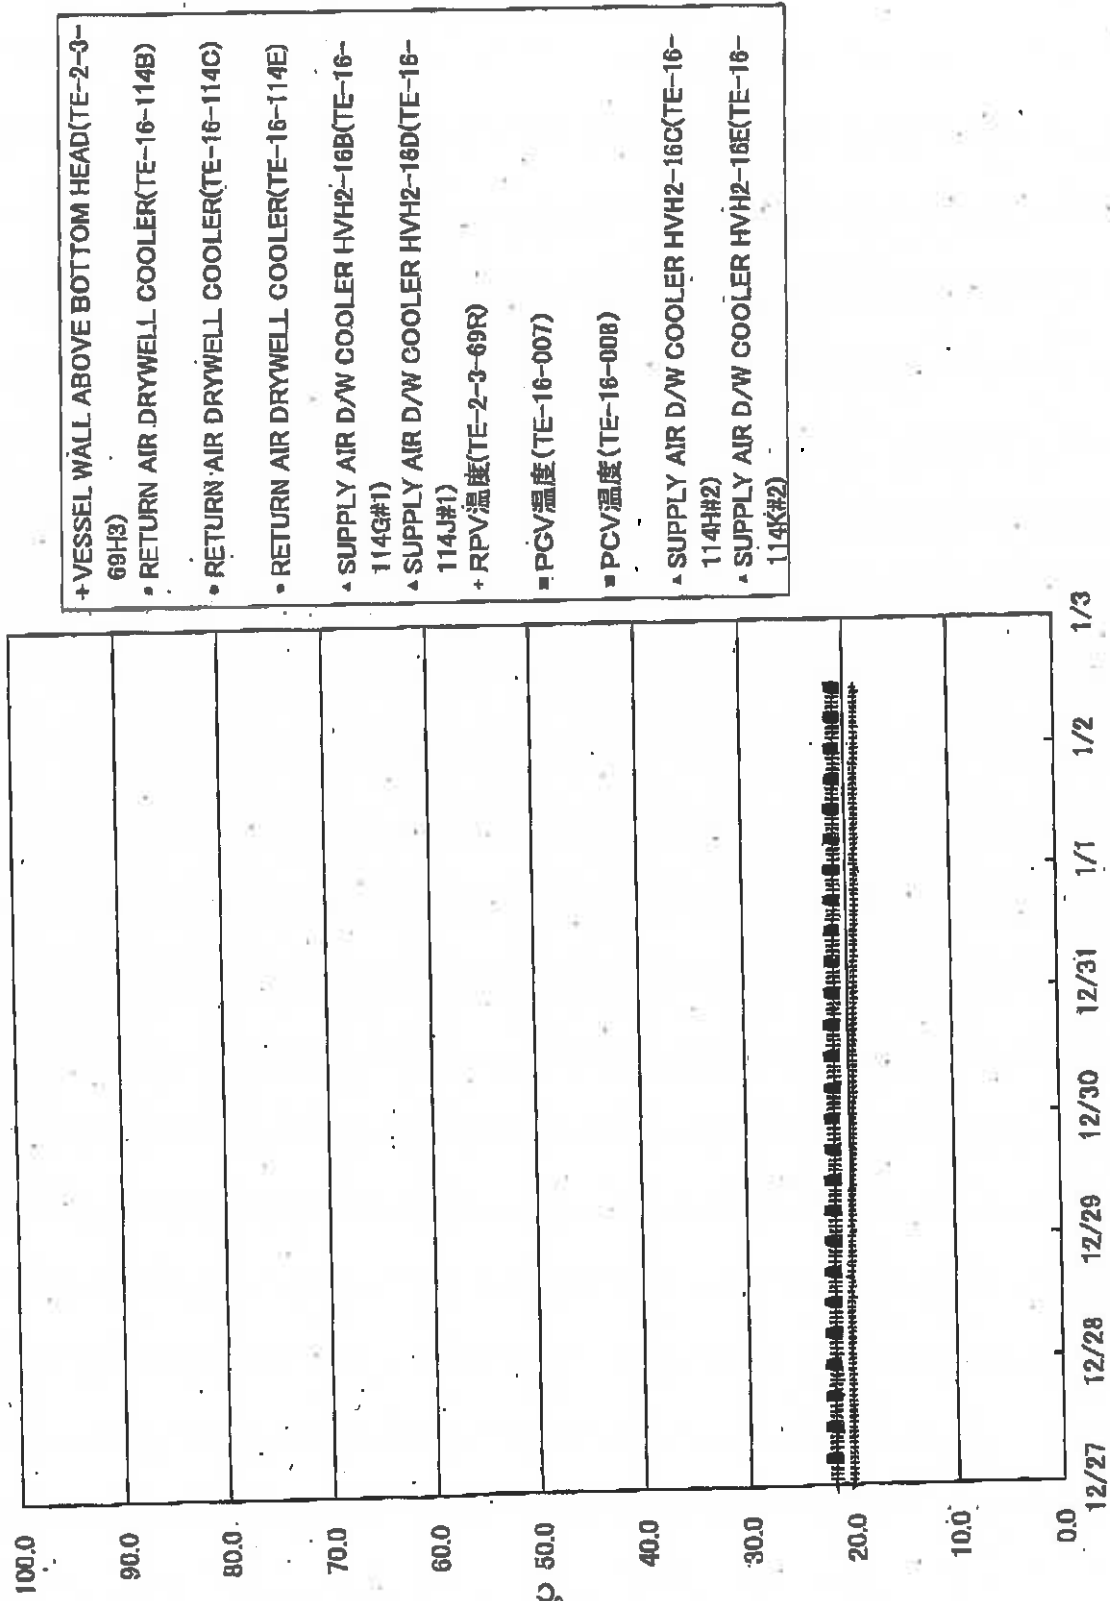 100.0
90.0
80.0
70.0
60.0
℃ 50.0
40.0
30.0
20.0
10.0
0.0
12/27
12/28
12/29
12/30
12/31
1/1
1/2
1/3
+VESSEL WALL ABOVE BOTTOM HEAD(TE-2-3-
69H3)
• RETURN AIR DRYWELL COOLER(TE-16-114B)
• RETURN AIR DRYWELL COOLER(TE-16-114C)
• RETURN AIR DRYWELL COOLER(TE-16-114E)
▲ SUPPLY AIR D/W COOLER HVH2-16B(TE-16-
114G#1)
▲ SUPPLY AIR D/W COOLER HVH2-16D(TE-16-
114J#1)
+ RPV温度(TE-2-3-69R)
■ PCV温度(TE-16-007)
■ PCV温度(TE-16-008)
▲ SUPPLY AIR D/W COOLER HVH2-16C(TE-16-
114H#2)
▲ SUPPLY AIR D/W COOLER HVH2-16E(TE-16-
114K#2)